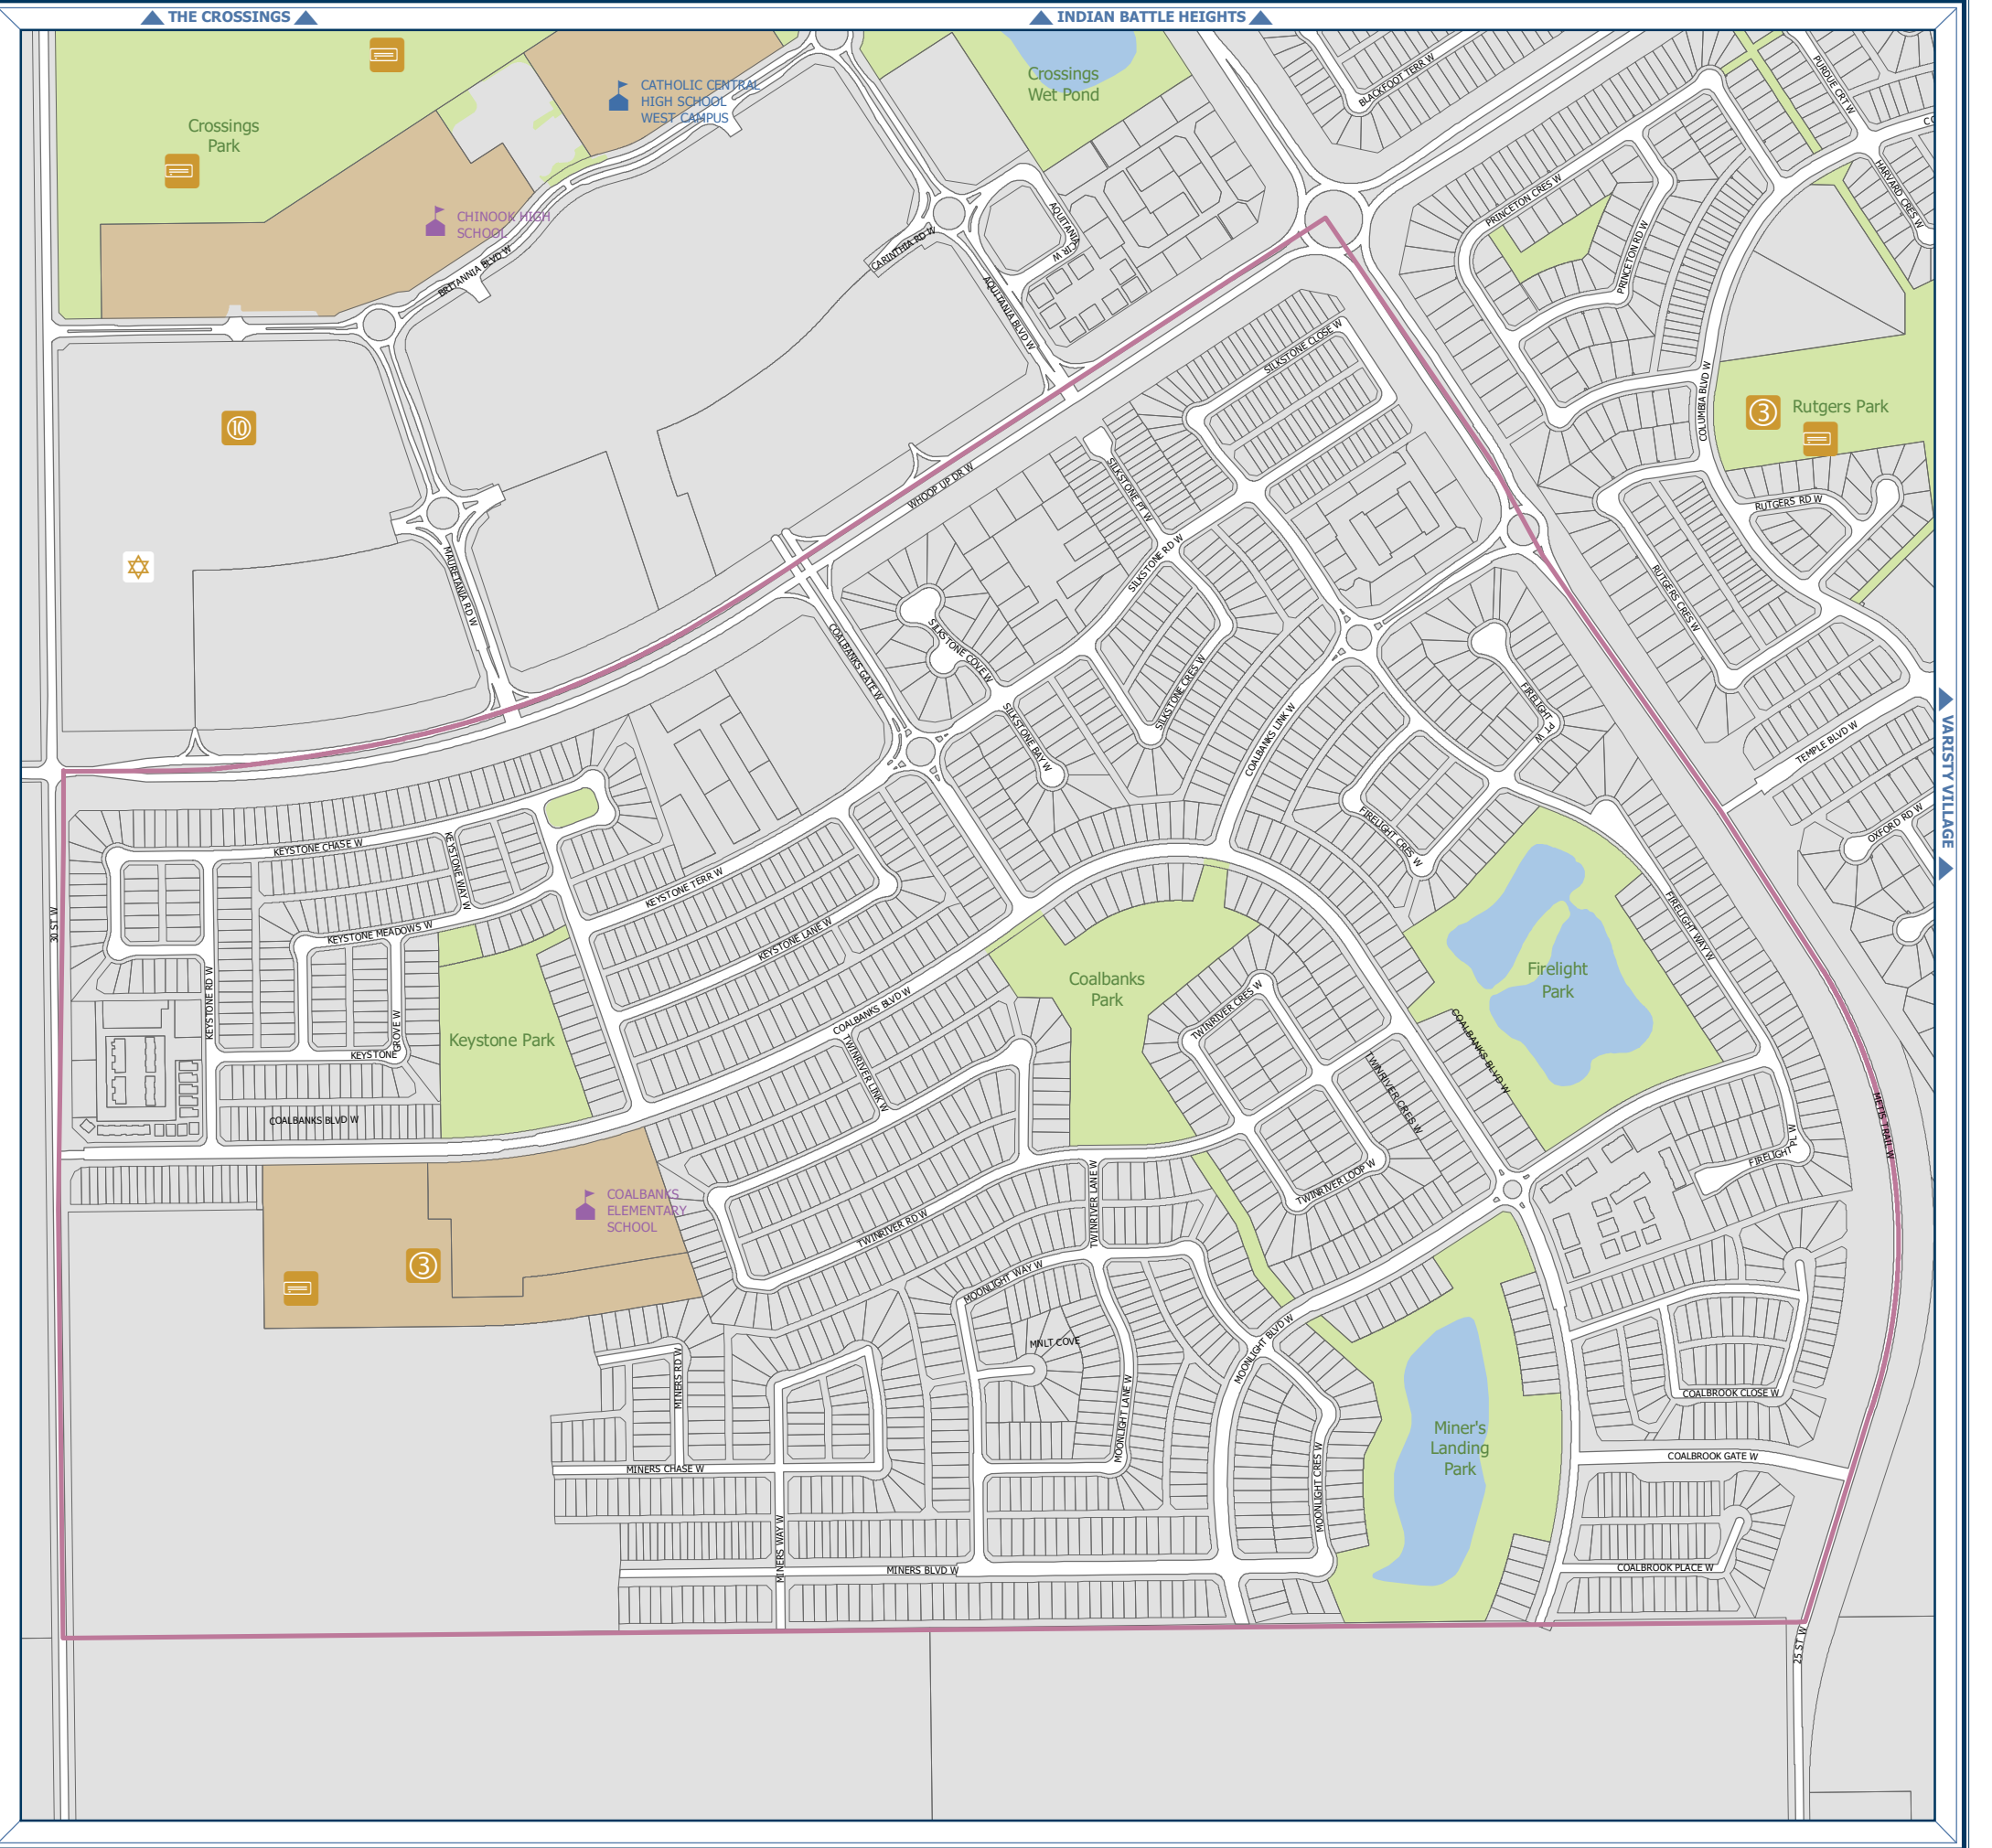 THE CROSSINGS
INDIAN BATTLE HEIGHTS
VARISTY VILLAGE
Crossings
Park
CATHOLIC CENTRAL
HIGH SCHOOL
WEST CAMPUS
Crossings
Wet Pond
BLACKFOOT TERR W
PURDUE CRT W
CO
HARVARD CRES W
CHINOOK HIGH
SCHOOL
BRITANNIA BLVD W
CARINTHIA RD W
AQUITANIA
CIR W
AQUITANIA BLVD W
PRINCETON CRES W
PRINCETON RD W
COLUMBIA BLVD W
3
Rutgers Park
10
SILKSTONE CLOSE W
WHOOP UP DR W
SILKSTONE PT W
RUTGERS RD W
RUTGERS CRES W
MAURETANIA RD W
SILKSTONE RD W
COALBANKS GATE W
SILKSTONE COVE W
SILKSTONE CRES W
SILKSTONE BAY W
COALBANKS LINK W
FIRELIGHT
PT W
TEMPLE BLVD W
OXFORD RD W
FIRELIGHT CRES W
KEYSTONE CHASE W
KEYSTONE WAY W
KEYSTONE TERR W
KEYSTONE LANE W
KEYSTONE MEADOWS W
30 ST W
KEYSTONE RD W
KEYSTONE
GROVE W
Keystone Park
COALBANKS BLVD W
COALBANKS BLVD W
Coalbanks
Park
Firelight
Park
FIRELIGHT WAY W
COALBANKS BLVD W
TWINRIVER CRES W
TWINRIVER CRES W
TWINRIVER LINK W
METIS TRAIL W
FIRELIGHT
PL W
TWINRIVER LOOP W
TWINRIVER LANE W
TWINRIVER RD W
COALBANKS
ELEMENTARY
SCHOOL
3
MOONLIGHT WAY W
MNLT COVE
MOONLIGHT BLVD W
MOONLIGHT LANE W
MOONLIGHT CRES W
MINERS RD W
MINERS CHASE W
MINERS WAY W
MINERS BLVD W
Miner's
Landing
Park
COALBROOK CLOSE W
COALBROOK GATE W
COALBROOK PLACE W
25 ST W